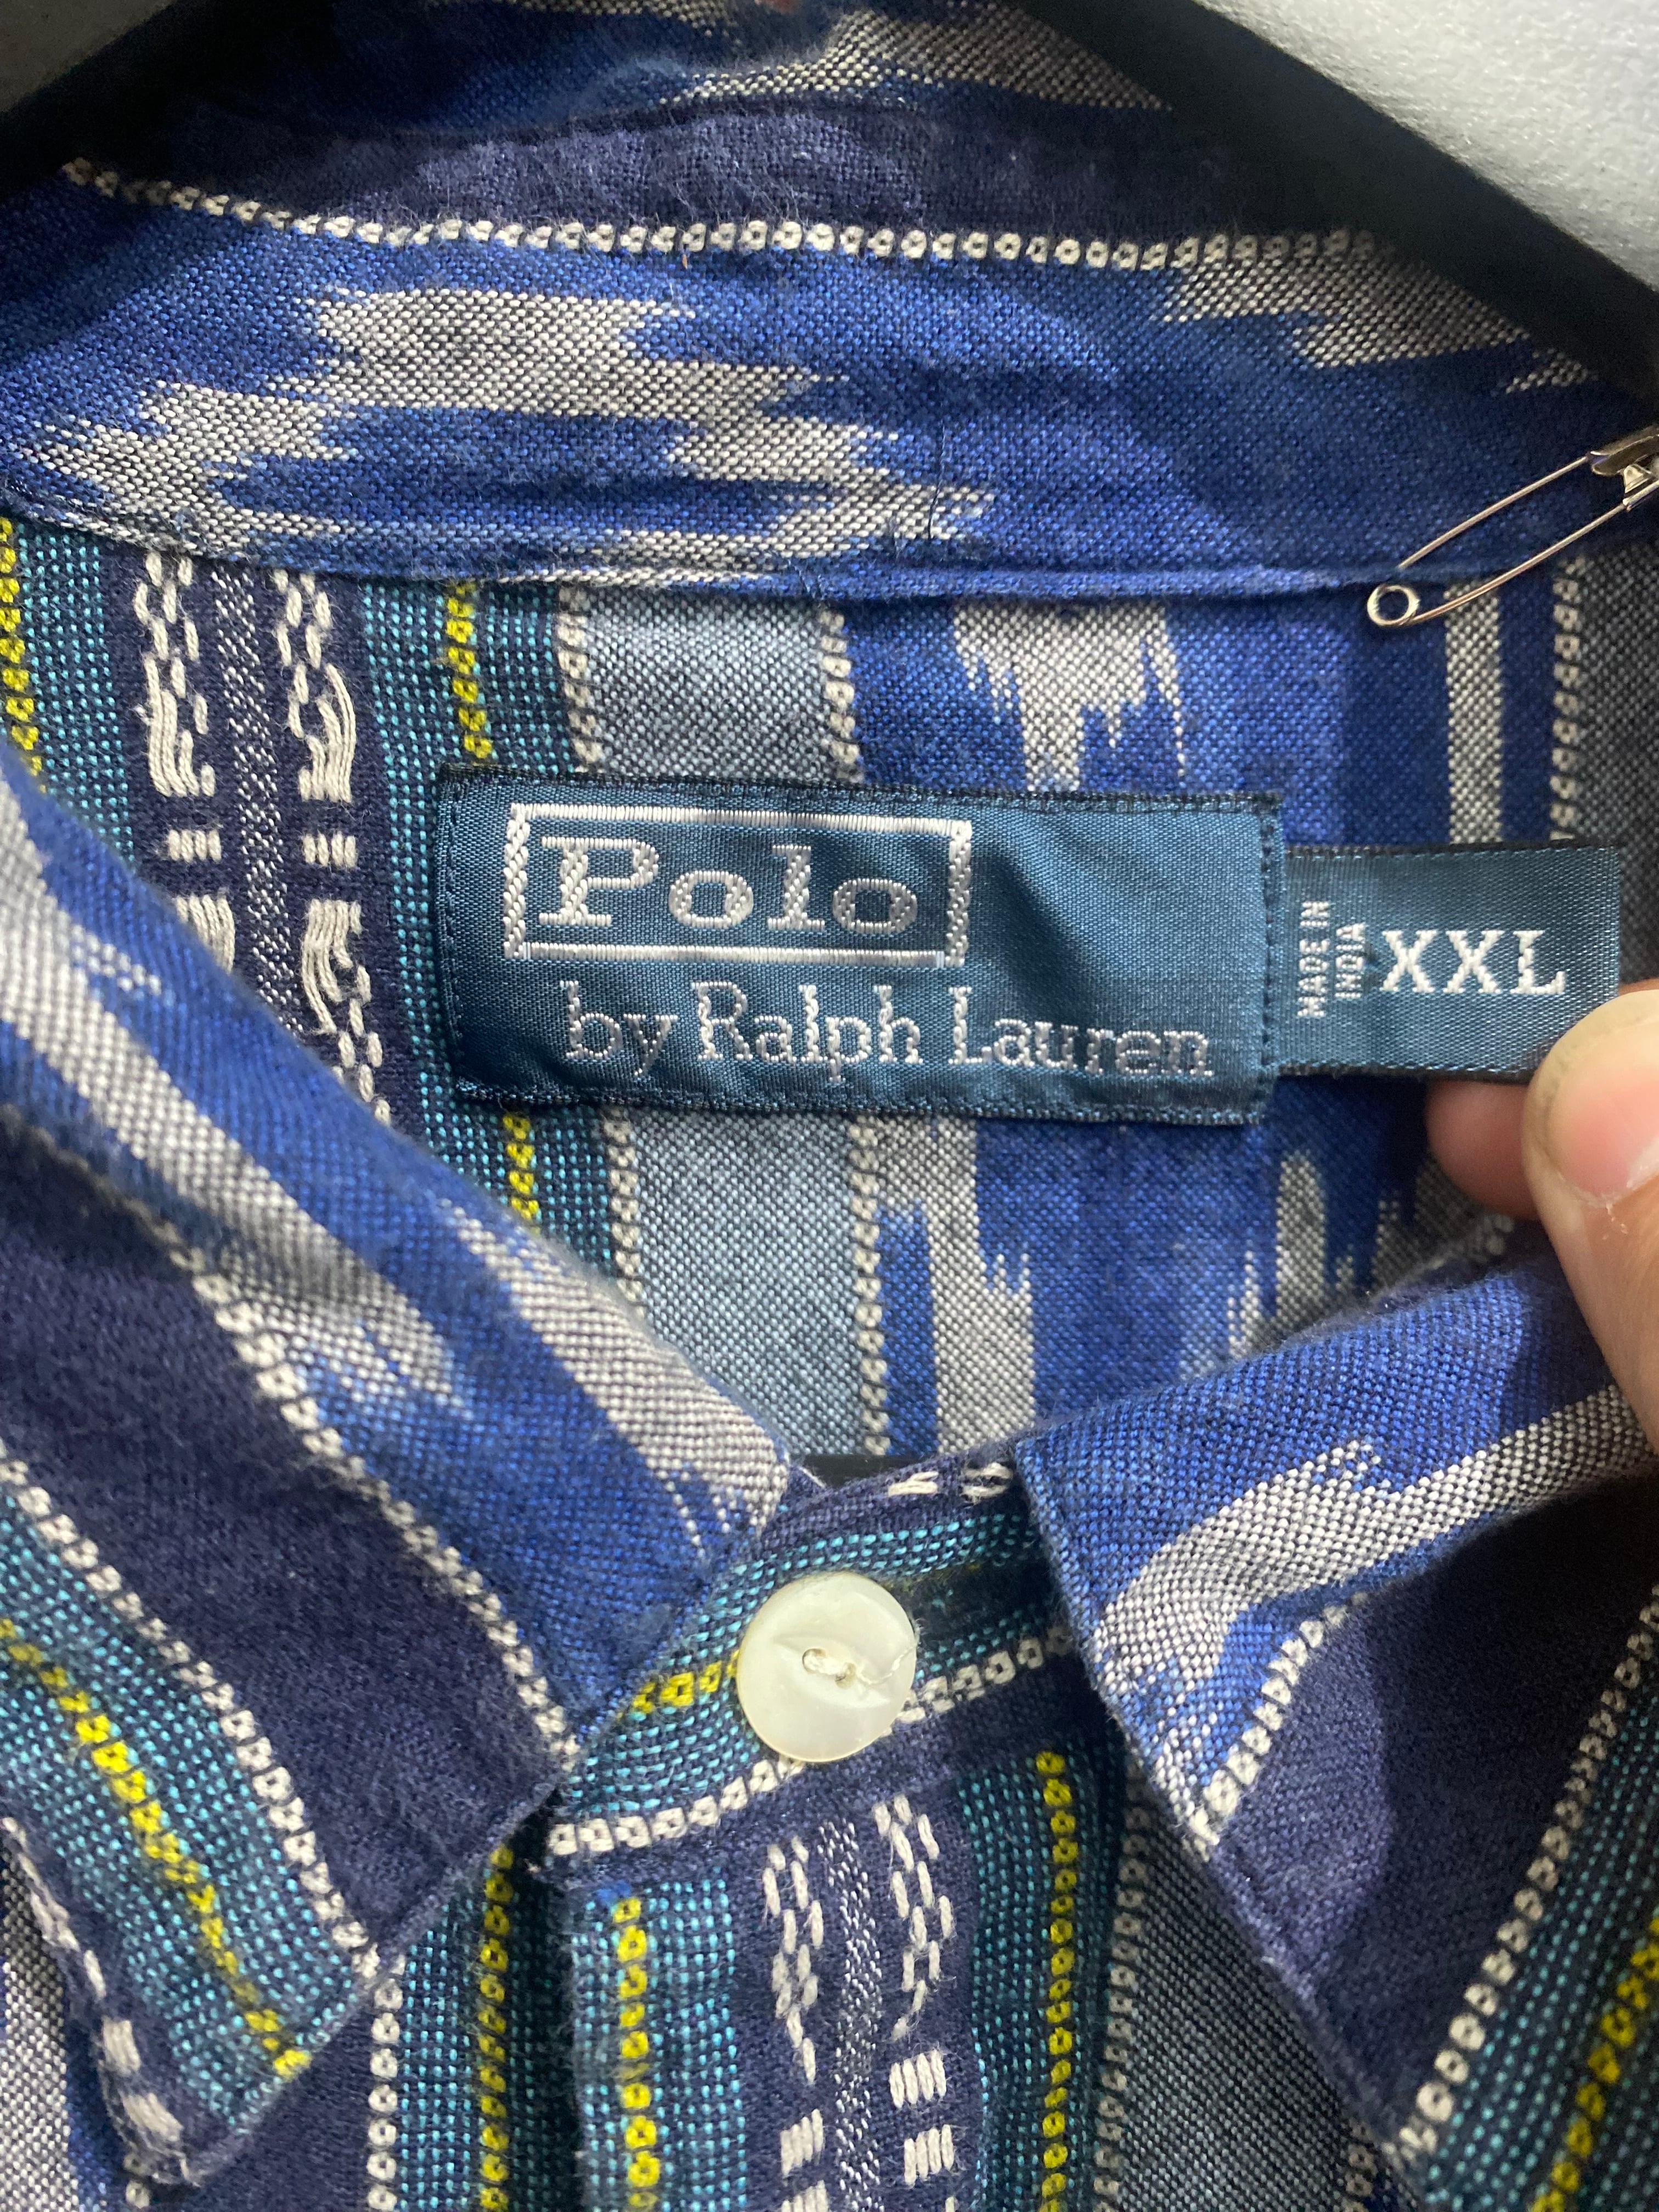 Polo
by Ralph Lauren
MADE IN
INDIA
XXL